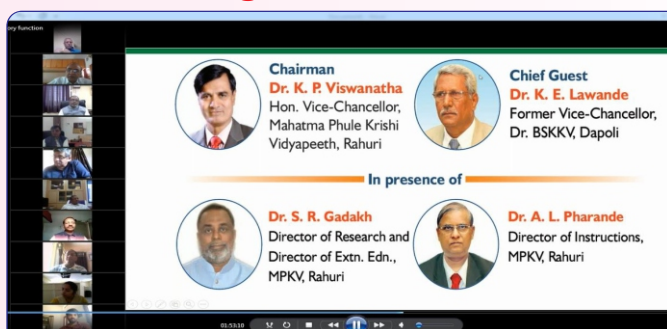 ory function
Chairman
Dr. K. P. Viswanatha
Hon. Vice-Chancellor,
Mahatma Phule Krishi
Vidyapeeth, Rahuri
Chief Guest
Dr. K. E. Lawande
Former Vice-Chancellor,
Dr. BSKKV, Dapoli
In presence of
Dr. S. R. Gadakh
Director of Research and
Director of Extn. Edn.,
MPKV, Rahuri
Dr. A. L. Pharande
Director of Instructions,
MPKV, Rahuri
01:53:10